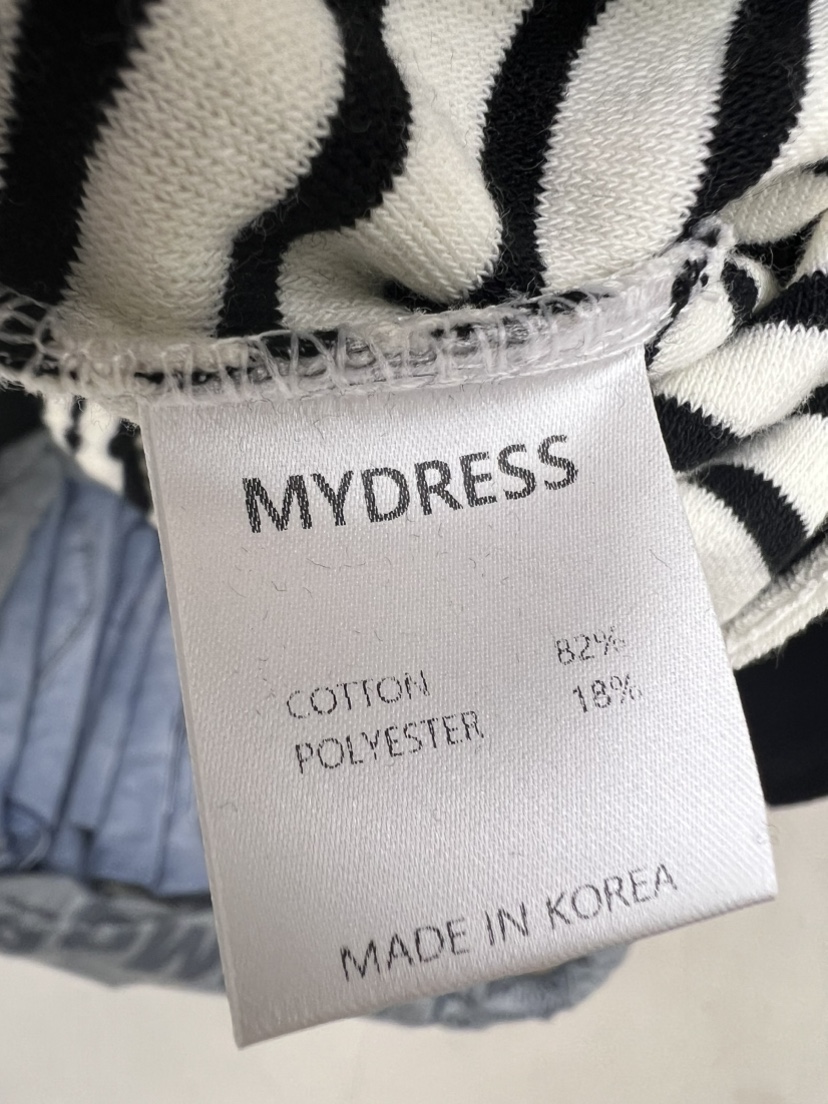 MYDRESS
COTTON 82%
POLYESTER 18%
MADE IN KOREA